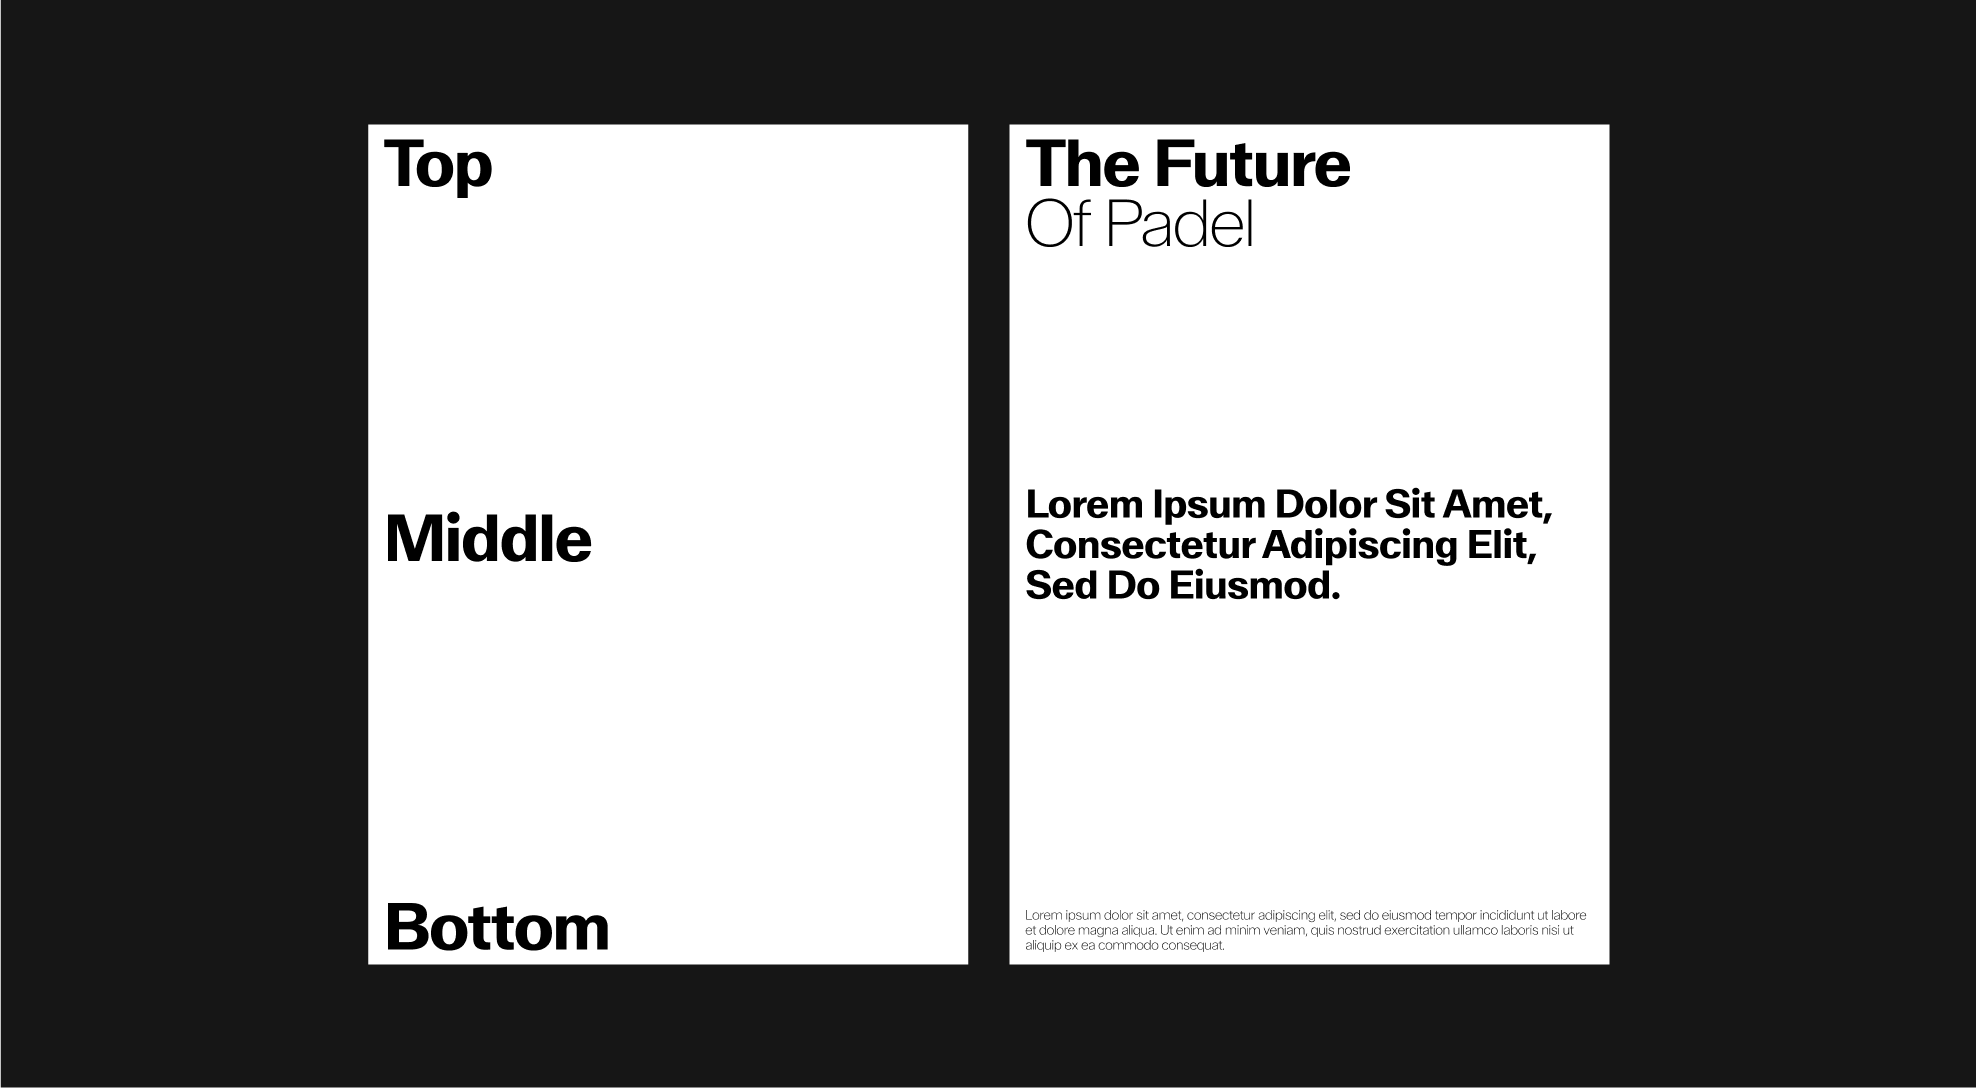 Top
Middle
Bottom
The Future
Of Padel
Lorem Ipsum Dolor Sit Amet,
Consectetur Adipiscing Elit,
Sed Do Eiusmod.
Lorem ipsum dolor sit amet, consectetur adipiscing elit, sed do eiusmod tempor incididunt ut labore
et dolore magna aliqua. Ut enim ad minim veniam, quis nostrud exercitation ullamco laboris nisi ut
aliquip ex ea commodo consequat.